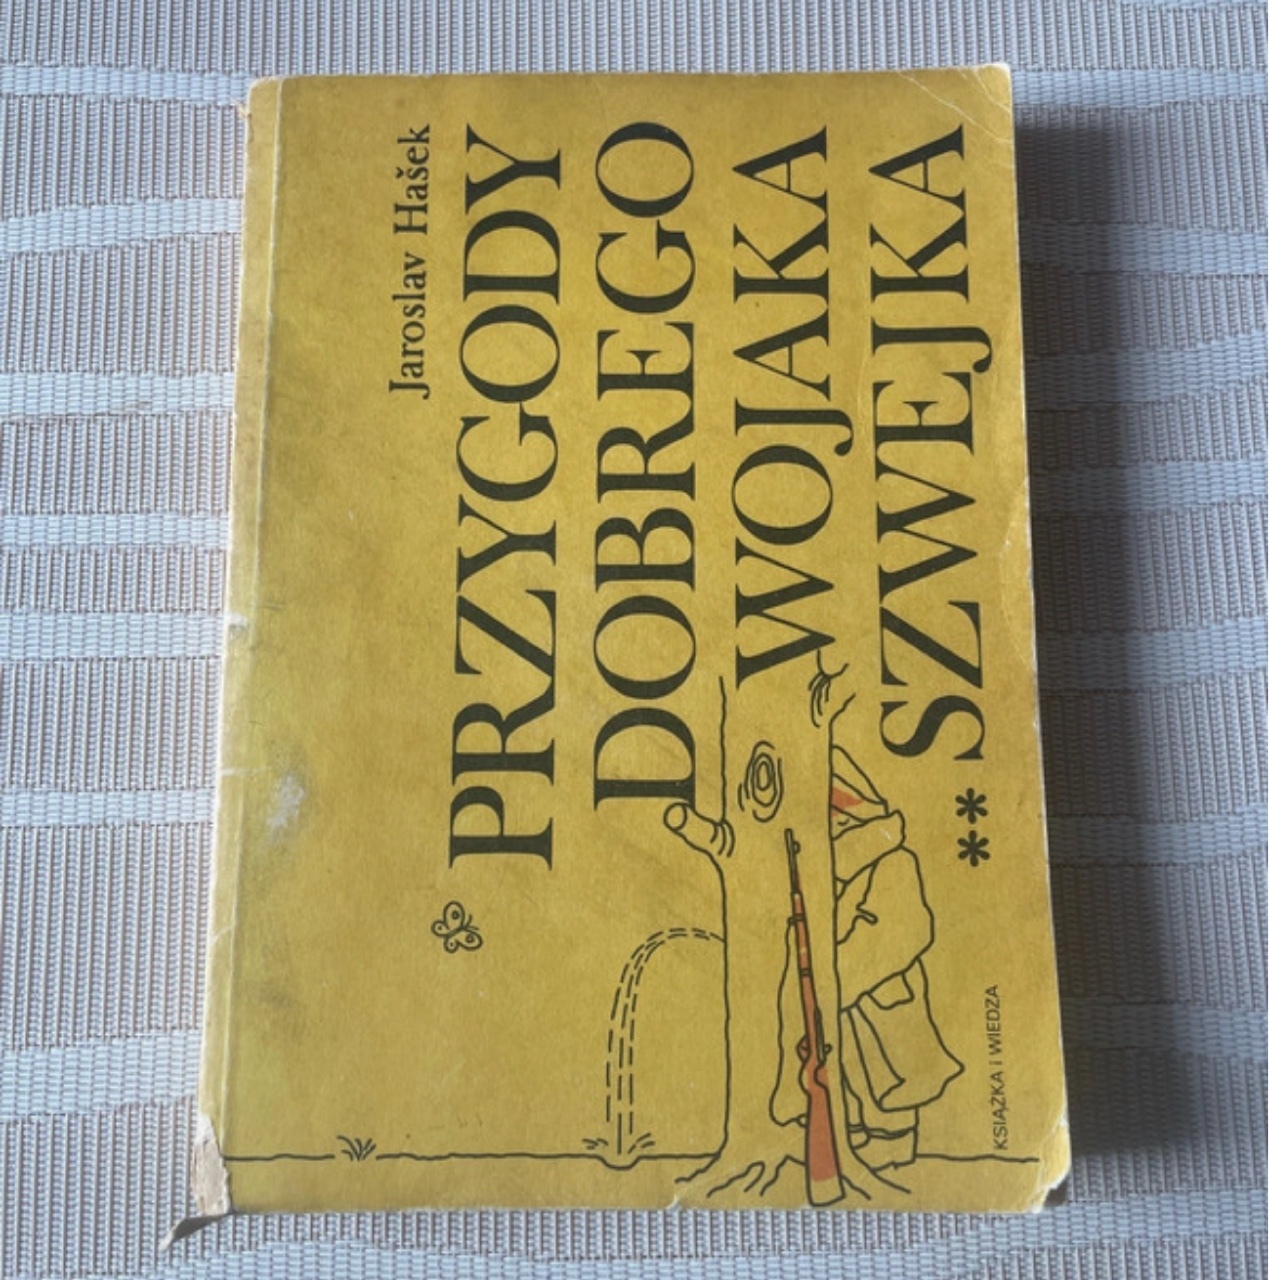 Jaroslav Hašek
PRZYGODY
DOBREGO
WOJAKA
SZWEJKA
**
KSIĄŻKA i WIEDZA